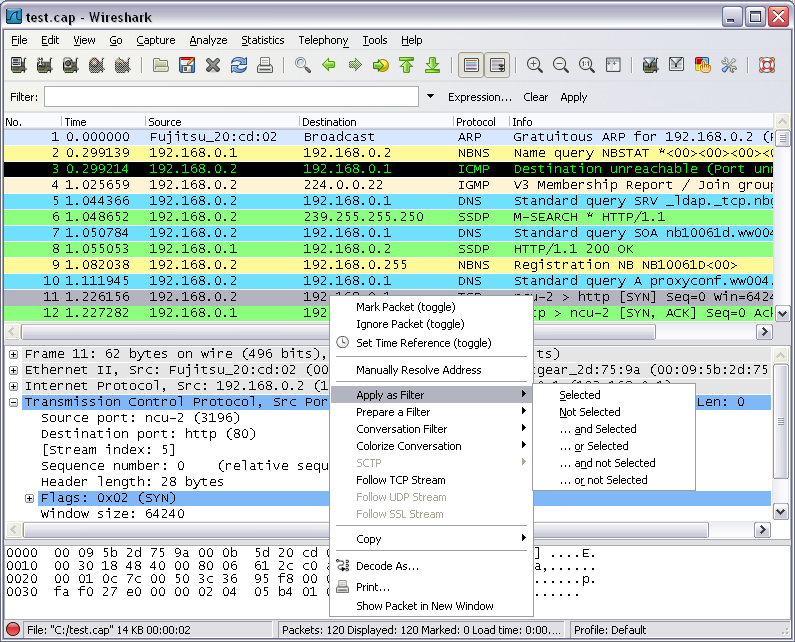 test.cap - Wireshark
File Edit View Go Capture Analyze Statistics Telephony Tools Help
Filter: Expression... Clear Apply
No. Time Source Destination Protocol Info
1 0.000000 Fujitsu_20:cd:02 Broadcast ARP Gratuitous ARP for 192.168.0.2 (
2 0.299139 192.168.0.1 192.168.0.2 NBNS Name query NBSTAT *<00><00><00><
3 0.299214 192.168.0.2 192.168.0.1 ICMP Destination unreachable (Port un
4 1.025659 192.168.0.2 224.0.0.22 IGMP V3 Membership Report / Join group
5 1.044366 192.168.0.2 192.168.0.1 DNS Standard query SRV _ldap._tcp.nb
6 1.048652 192.168.0.2 239.255.255.250 SSDP M-SEARCH * HTTP/1.1
7 1.050784 192.168.0.2 192.168.0.1 DNS Standard query SOA nb10061d.ww004
8 1.055053 192.168.0.1 192.168.0.2 SSDP HTTP/1.1 200 OK
9 1.082038 192.168.0.2 192.168.0.255 NBNS Registration NB NB10061D<00>
10 1.111945 192.168.0.2 192.168.0.1 DNS Standard query A proxyconf.ww004.
11 1.226156 192.168.0.2 192 ncu-2 > http [SYN] Seq=0 Win=6424
12 1.227282 192.168.0.1 192 > ncu-2 [SYN, ACK] Seq=0 Ack
Mark Packet (toggle)
Ignore Packet (toggle)
Set Time Reference (toggle)
Manually Resolve Address
Apply as Filter
Prepare a Filter
Conversation Filter
Colorize Conversation
SCTP
Follow TCP Stream
Follow UDP Stream
Follow SSL Stream
Copy
Decode As...
Print...
Show Packet in New Window
Selected
Not Selected
... and Selected
... or Selected
... and not Selected
... or not Selected
Frame 11: 62 bytes on wire (496 bits), ts)
Ethernet II, Src: Fujitsu_20:cd:02 (00 tgear_2d:75:9a (00:09:5b:2d:75
Internet Protocol, Src: 192.168.0.2 (1
Transmission Control Protocol, Src Por Len: 0
Source port: ncu-2 (3196)
Destination port: http (80)
[Stream index: 5]
Sequence number: 0 (relative sequ
Header length: 28 bytes
Flags: 0x02 (SYN)
Window size: 64240
0000 00 09 5b 2d 75 9a 00 0b 5d 20 cd 0 ] ....E.
0010 00 30 18 48 40 00 80 06 61 2c c0 a a,......
0020 00 01 0c 7c 00 50 3c 36 95 f8 00 0 ......p.
0030 fa f0 27 e0 00 00 02 04 05 b4 01 0
File: "C:/test.cap" 14 KB 00:00:02 Packets: 120 Displayed: 120 Marked: 0 Load time: 0:00.... Profile: Default